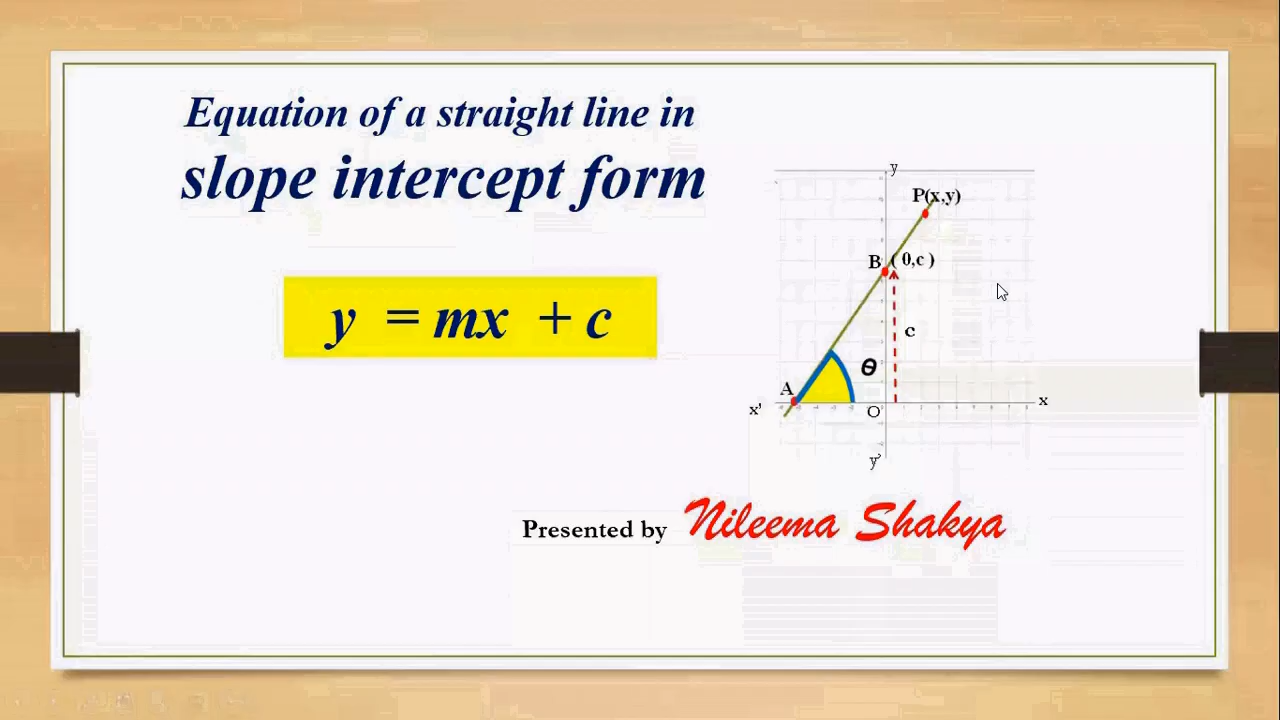 Equation of a straight line in
slope intercept form
y = mx + c
y
P(x,y)
B ( 0,c )
c
θ
A
x' O x
y'
Presented by Nileema Shakya